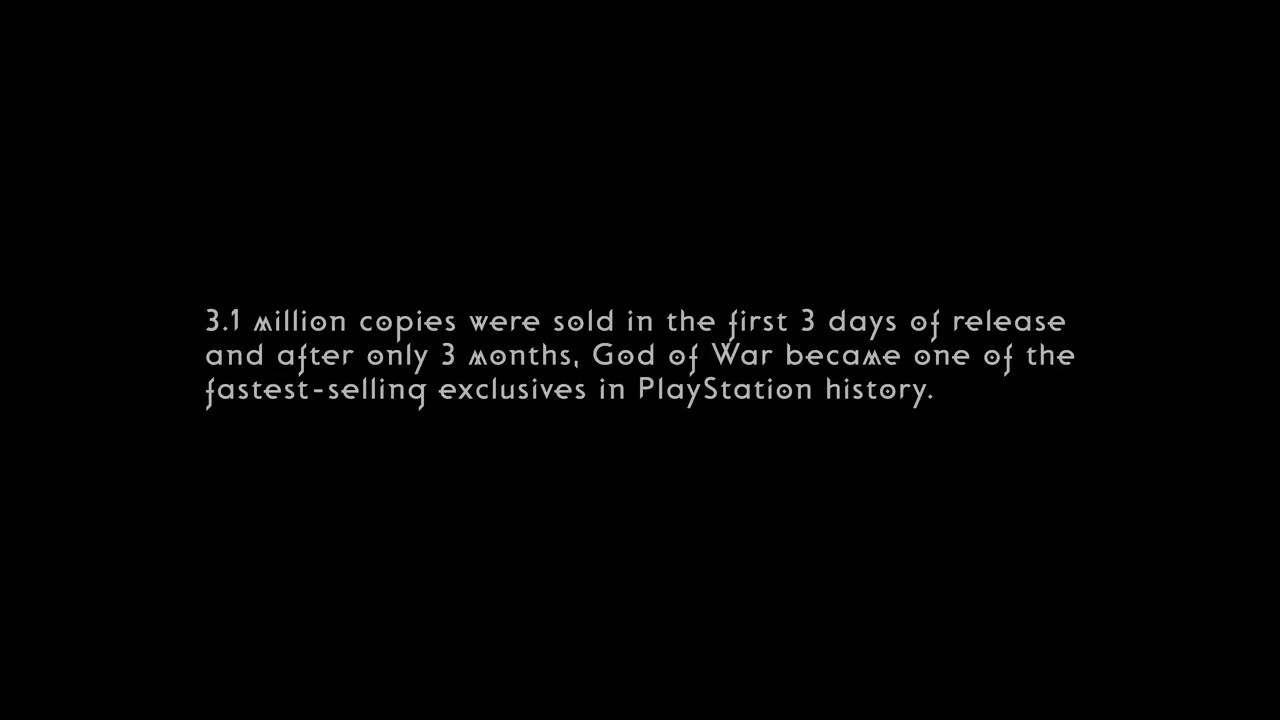 3.1 million copies were sold in the first 3 days of release
and after only 3 months, God of War became one of the
fastest-selling exclusives in PlayStation history.